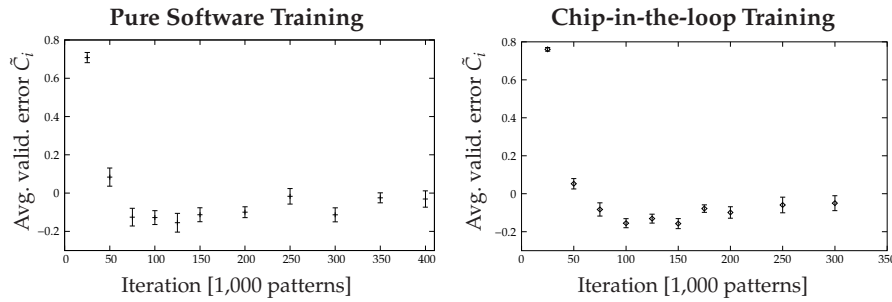 Pure Software Training
Avg. valid. error C̃i
0.8
0.6
0.4
0.2
0
−0.2
0 50 100 150 200 250 300 350 400
Iteration [1,000 patterns]
Chip-in-the-loop Training
Avg. valid. error C̃i
0.8
0.6
0.4
0.2
0
−0.2
0 50 100 150 200 250 300 350
Iteration [1,000 patterns]